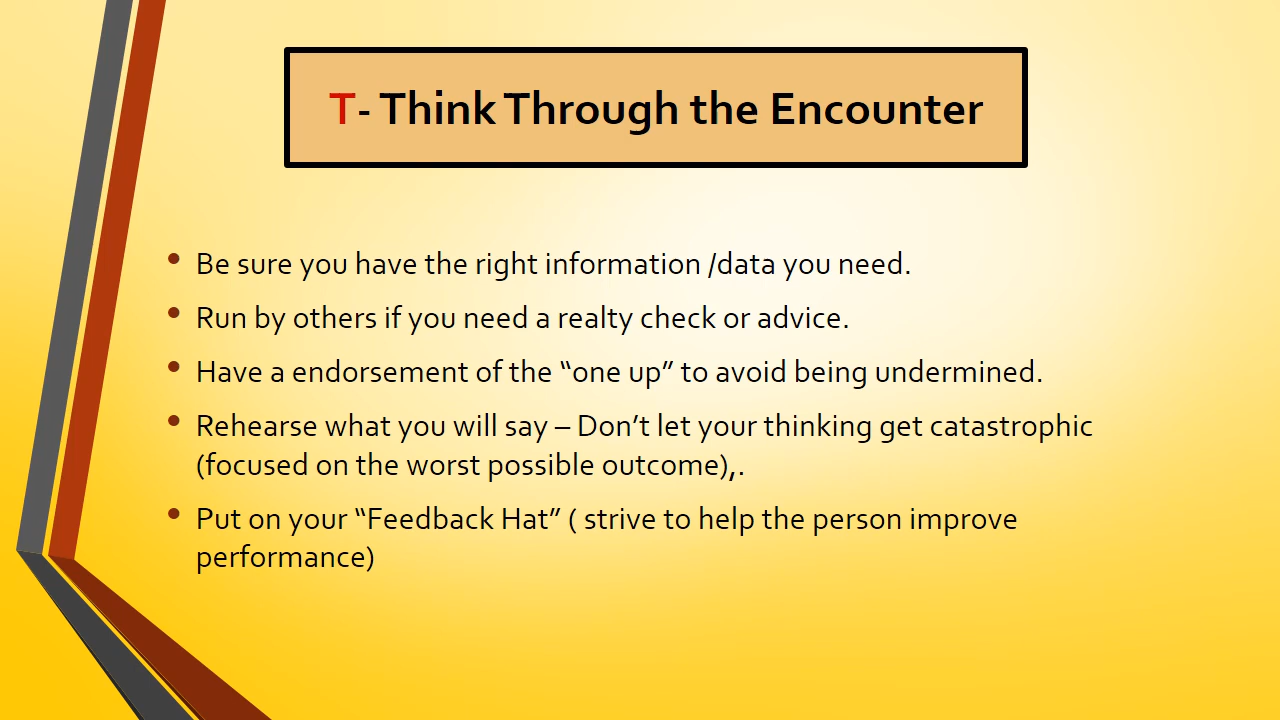 T- Think Through the Encounter
• Be sure you have the right information /data you need.
• Run by others if you need a realty check or advice.
• Have a endorsement of the “one up” to avoid being undermined.
• Rehearse what you will say – Don’t let your thinking get catastrophic
(focused on the worst possible outcome),.
• Put on your “Feedback Hat” ( strive to help the person improve
performance)